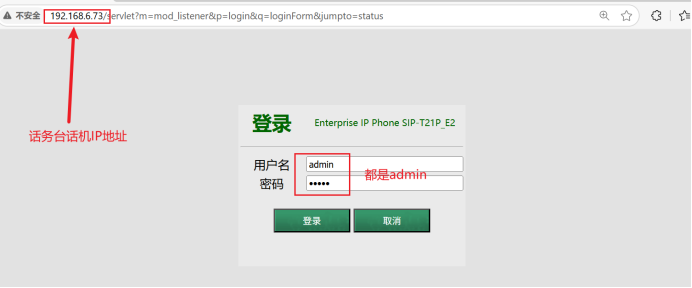 不安全 192.168.6.73/servlet?m=mod_listener&p=login&q=loginForm&jumpto=status
话务台话机IP地址
登录 Enterprise IP Phone SIP-T21P_E2
用户名 admin
密码 •••••
都是admin
登录 取消